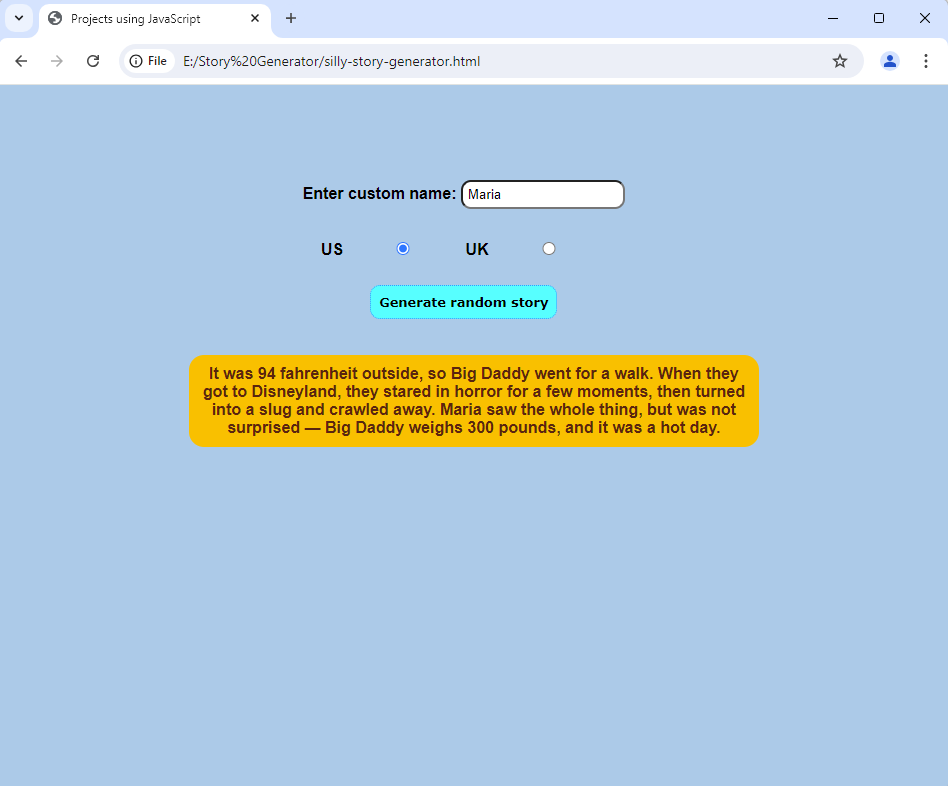 Projects using JavaScript
File E:/Story%20Generator/silly-story-generator.html
Enter custom name: Maria
US UK
Generate random story
It was 94 fahrenheit outside, so Big Daddy went for a walk. When they
got to Disneyland, they stared in horror for a few moments, then turned
into a slug and crawled away. Maria saw the whole thing, but was not
surprised — Big Daddy weighs 300 pounds, and it was a hot day.